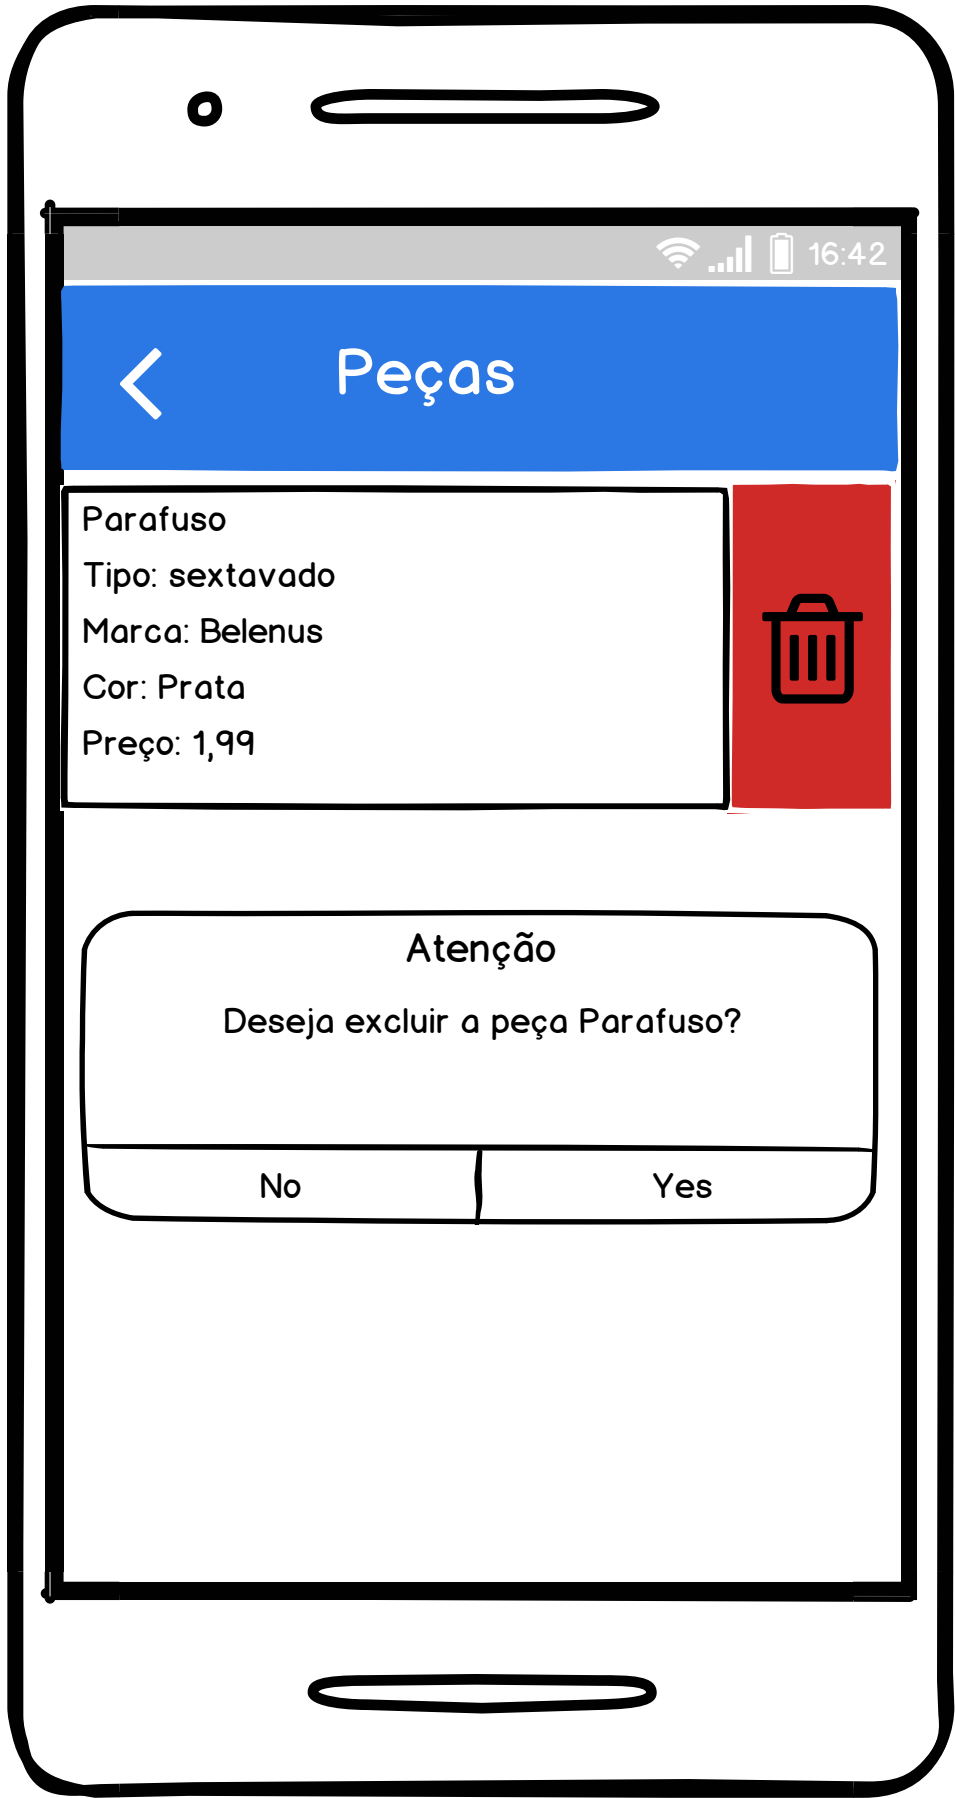 16:42
Peças
Parafuso
Tipo: sextavado
Marca: Belenus
Cor: Prata
Preço: 1,99
Atenção
Deseja excluir a peça Parafuso?
No
Yes